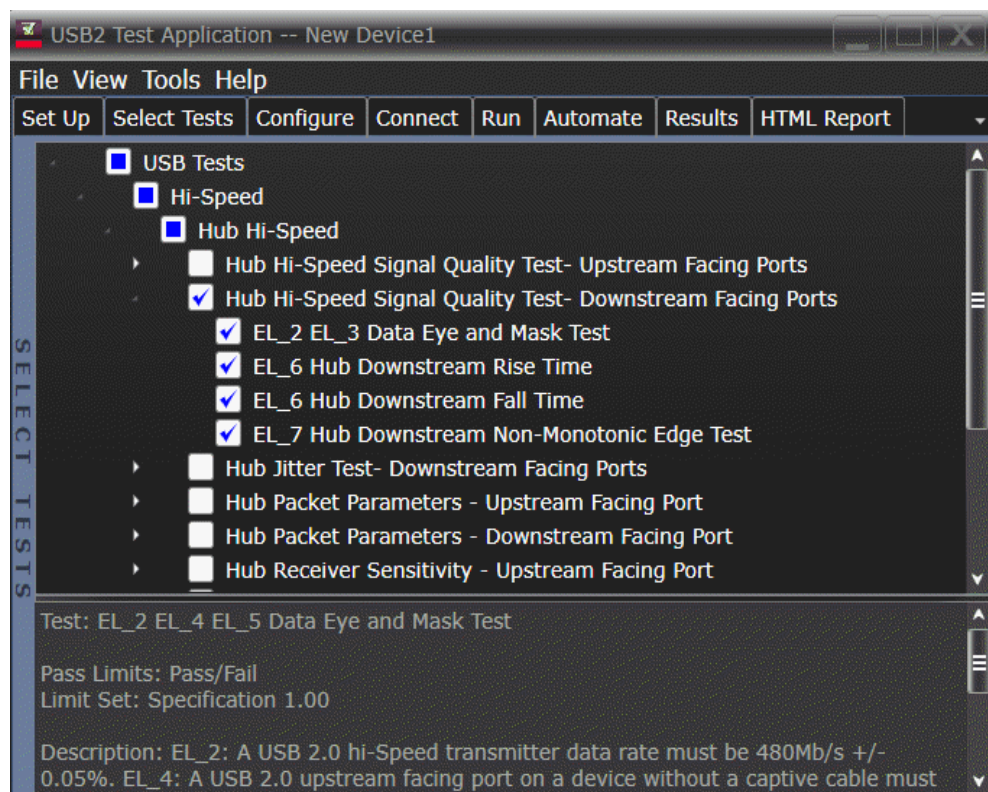 USB2 Test Application -- New Device1
File View Tools Help
Set Up Select Tests Configure Connect Run Automate Results HTML Report
USB Tests
Hi-Speed
Hub Hi-Speed
Hub Hi-Speed Signal Quality Test- Upstream Facing Ports
Hub Hi-Speed Signal Quality Test- Downstream Facing Ports
EL_2 EL_3 Data Eye and Mask Test
EL_6 Hub Downstream Rise Time
EL_6 Hub Downstream Fall Time
EL_7 Hub Downstream Non-Monotonic Edge Test
Hub Jitter Test- Downstream Facing Ports
Hub Packet Parameters - Upstream Facing Port
Hub Packet Parameters - Downstream Facing Port
Hub Receiver Sensitivity - Upstream Facing Port
SELECT TESTS
Test: EL_2 EL_4 EL_5 Data Eye and Mask Test
Pass Limits: Pass/Fail
Limit Set: Specification 1.00
Description: EL_2: A USB 2.0 hi-Speed transmitter data rate must be 480Mb/s +/-
0.05%. EL_4: A USB 2.0 upstream facing port on a device without a captive cable must